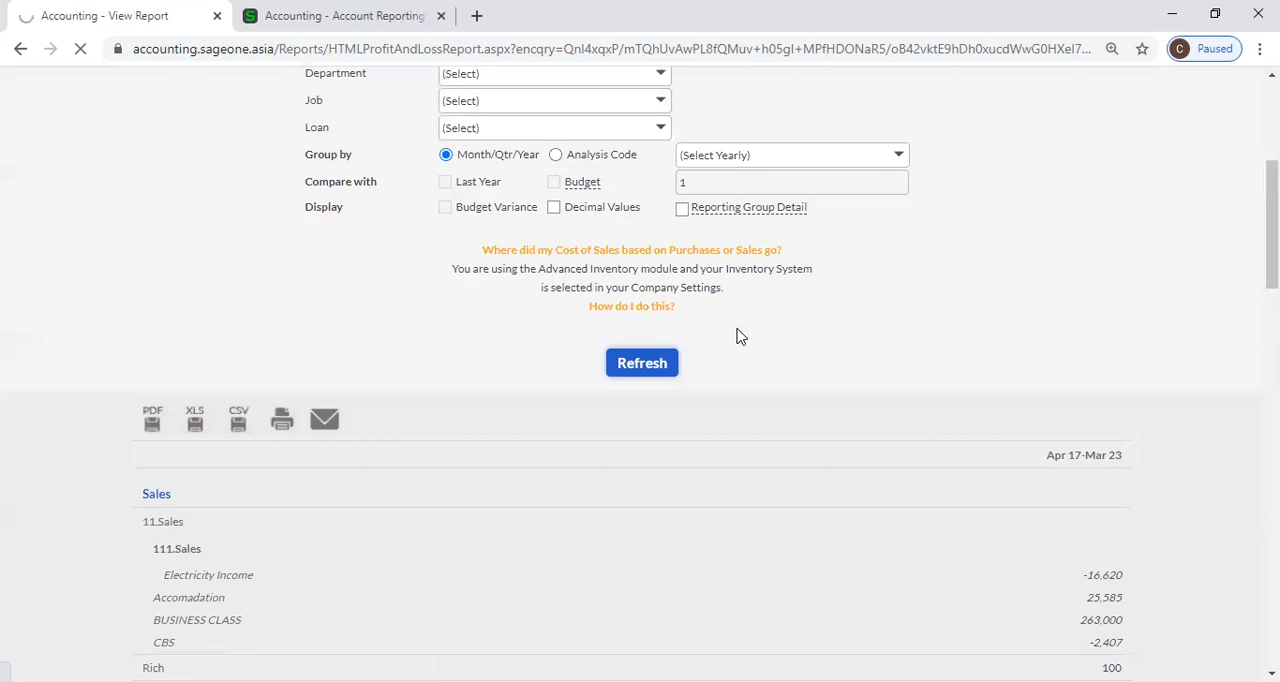 Accounting - View Report
Accounting - Account Reporting
accounting.sageone.asia/Reports/HTMLProfitAndLossReport.aspx?encqry=QnI4xqxP/mTQhUvAwPL8fQMuv+h05gI+MPfHDONaR5/oB42vktE9hDh0xucdWwG0HXeI7...
C Paused
Department (Select)
Job (Select)
Loan (Select)
Group by Month/Qtr/Year Analysis Code (Select Yearly)
Compare with Last Year Budget 1
Display Budget Variance Decimal Values Reporting Group Detail
Where did my Cost of Sales based on Purchases or Sales go?
You are using the Advanced Inventory module and your Inventory System
is selected in your Company Settings.
How do I do this?
Refresh
PDF XLS CSV
Apr 17-Mar 23
Sales
11.Sales
111.Sales
Electricity Income -16,620
Accomadation 25,585
BUSINESS CLASS 263,000
CBS -2,407
Rich 100